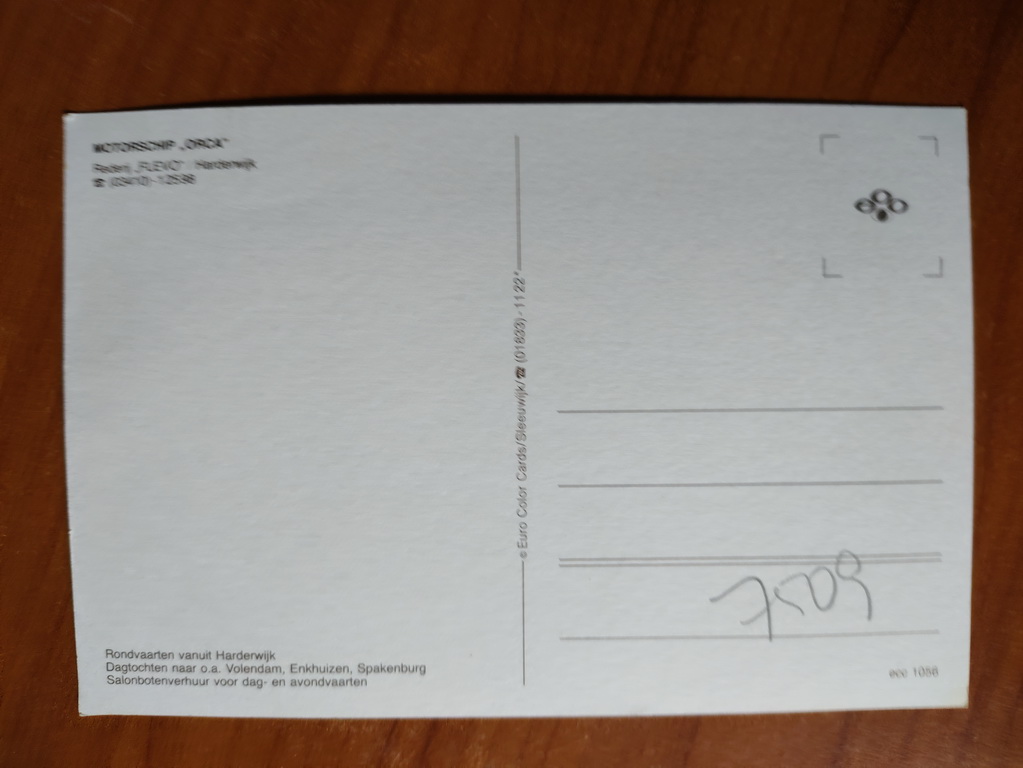 MOTORSCHIP „ORCA"
Rederij „FLEVO" - Harderwijk
☎ (03410) - 12598
© Euro Color Cards/Sleeuwijk/☎ (01833) - 1122*
7509
Rondvaarten vanuit Harderwijk
Dagtochten naar o.a. Volendam, Enkhuizen, Spakenburg
Salonbotenverhuur voor dag- en avondvaarten
ecc 1056